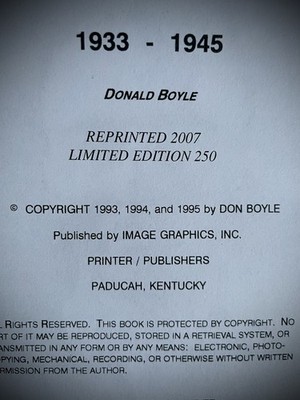 1933 - 1945
DONALD BOYLE
REPRINTED 2007
LIMITED EDITION 250
© COPYRIGHT 1993, 1994, and 1995 by DON BOYLE
Published by IMAGE GRAPHICS, INC.
PRINTER / PUBLISHERS
PADUCAH, KENTUCKY
RIGHTS RESERVED. THIS BOOK IS PROTECTED BY COPYRIGHT. NO
OF IT MAY BE REPRODUCED, STORED IN A RETRIEVAL SYSTEM, OR
ANSMITTED IN ANY FORM OR BY ANY MEANS: ELECTRONIC, PHOTO-
PYING, MECHANICAL, RECORDING, OR OTHERWISE WITHOUT WRITTEN
RMISSION FROM THE AUTHOR.